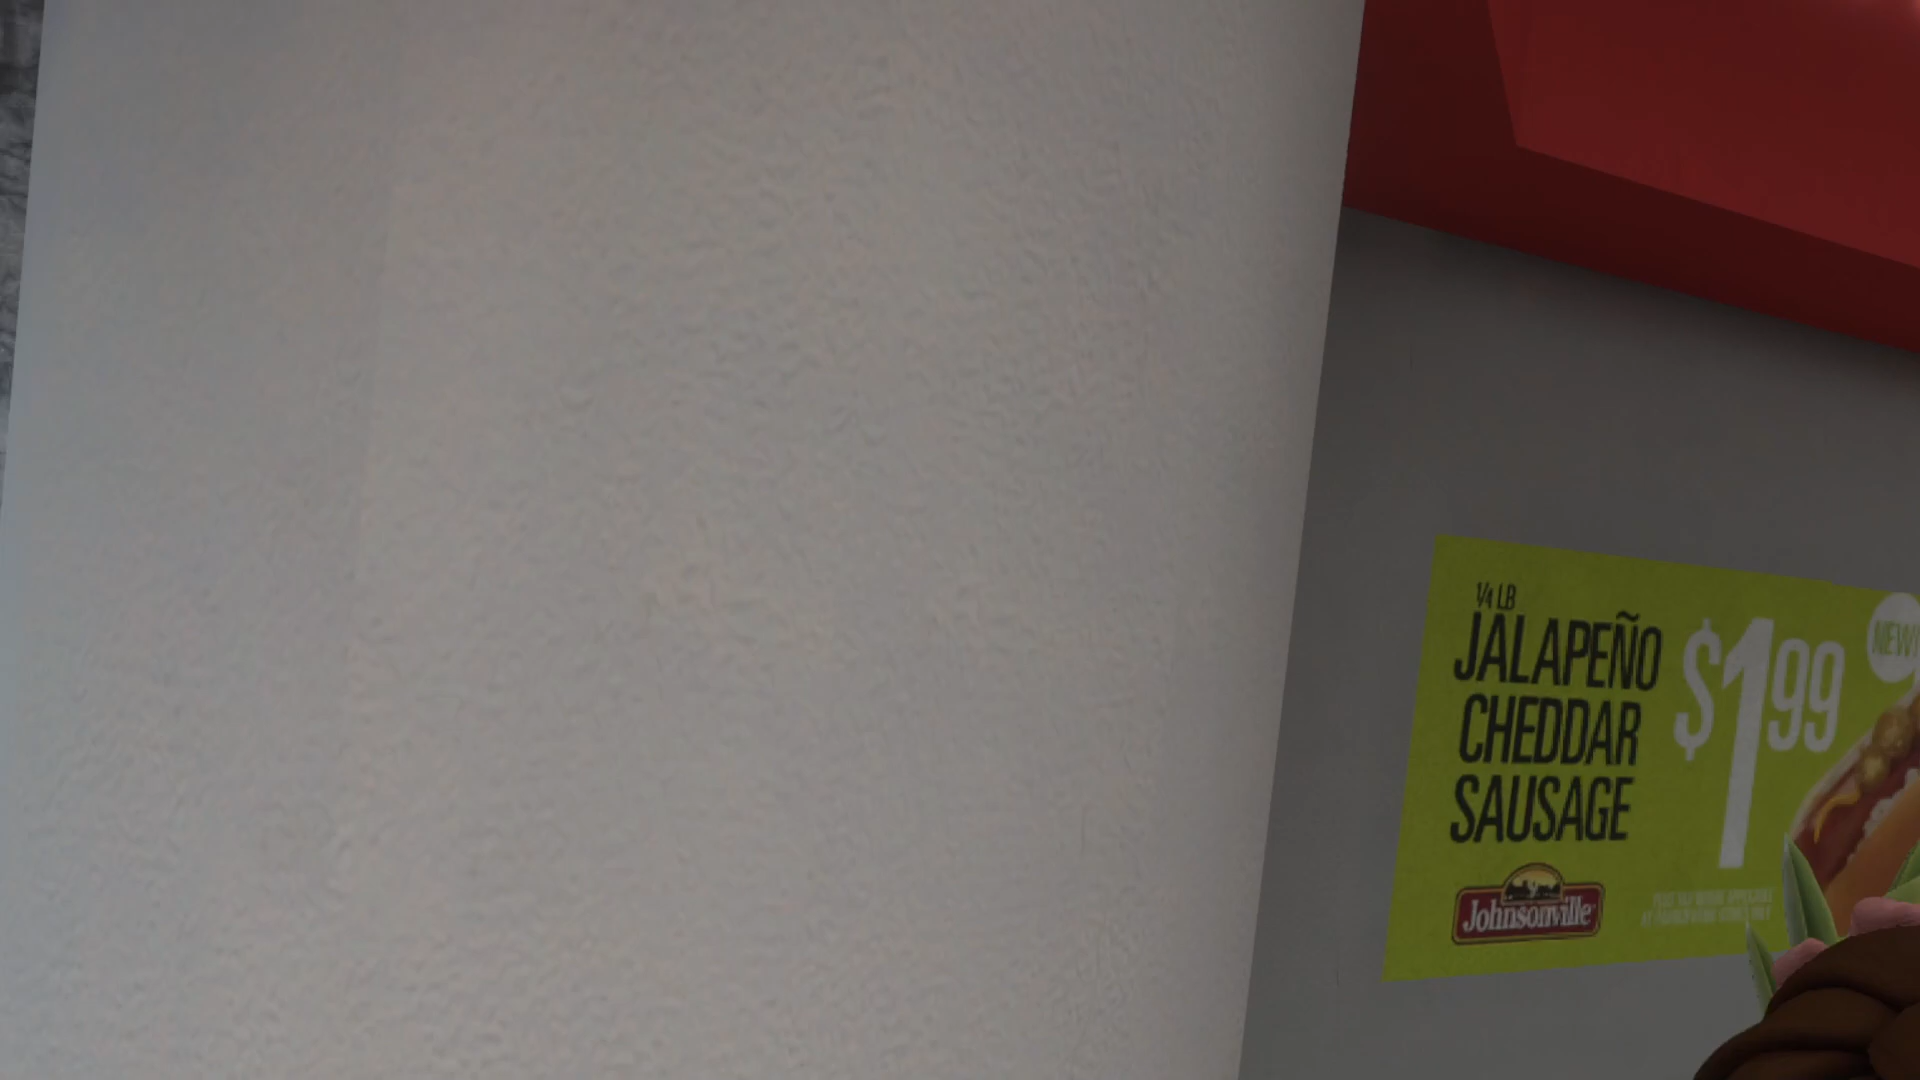 1/4 LB
JALAPEÑO
CHEDDAR
SAUSAGE
$1 99
NEW!
Johnsonville